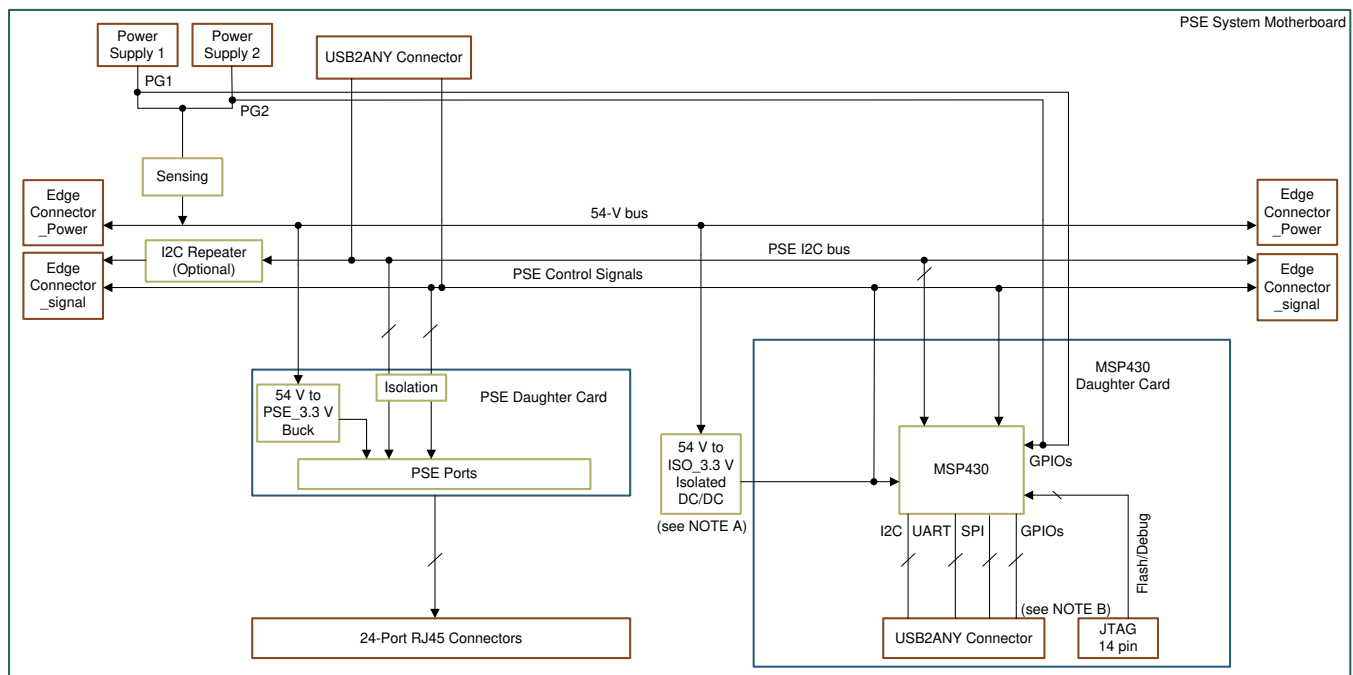 PSE System Motherboard
Power
Supply 1
Power
Supply 2
USB2ANY Connector
PG1
PG2
Sensing
Edge
Connector
_Power
54-V bus
Edge
Connector
_Power
I2C Repeater
(Optional)
PSE I2C bus
Edge
Connector
_signal
PSE Control Signals
Edge
Connector
_signal
MSP430
Daughter Card
54 V to
PSE_3.3 V
Buck
Isolation
PSE Daughter Card
PSE Ports
54 V to
ISO_3.3 V
Isolated
DC/DC
(see NOTE A)
MSP430
GPIOs
I2C
UART
SPI
GPIOs
Flash/Debug
(see NOTE B)
24-Port RJ45 Connectors
USB2ANY Connector
JTAG
14 pin